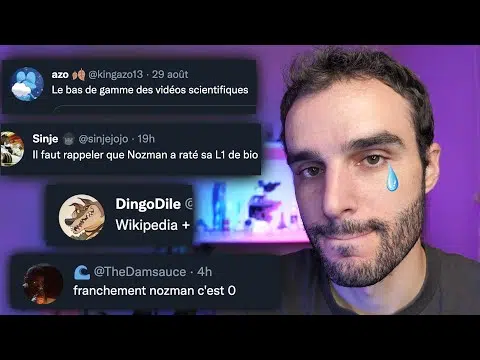 azo @kingazo13 · 29 août
Le bas de gamme des vidéos scientifiques
Sinje @sinjejojo · 19h
Il faut rappeler que Nozman a raté sa L1 de bio
DingoDile @
Wikipedia +
@TheDamsauce · 4h
franchement nozman c'est 0